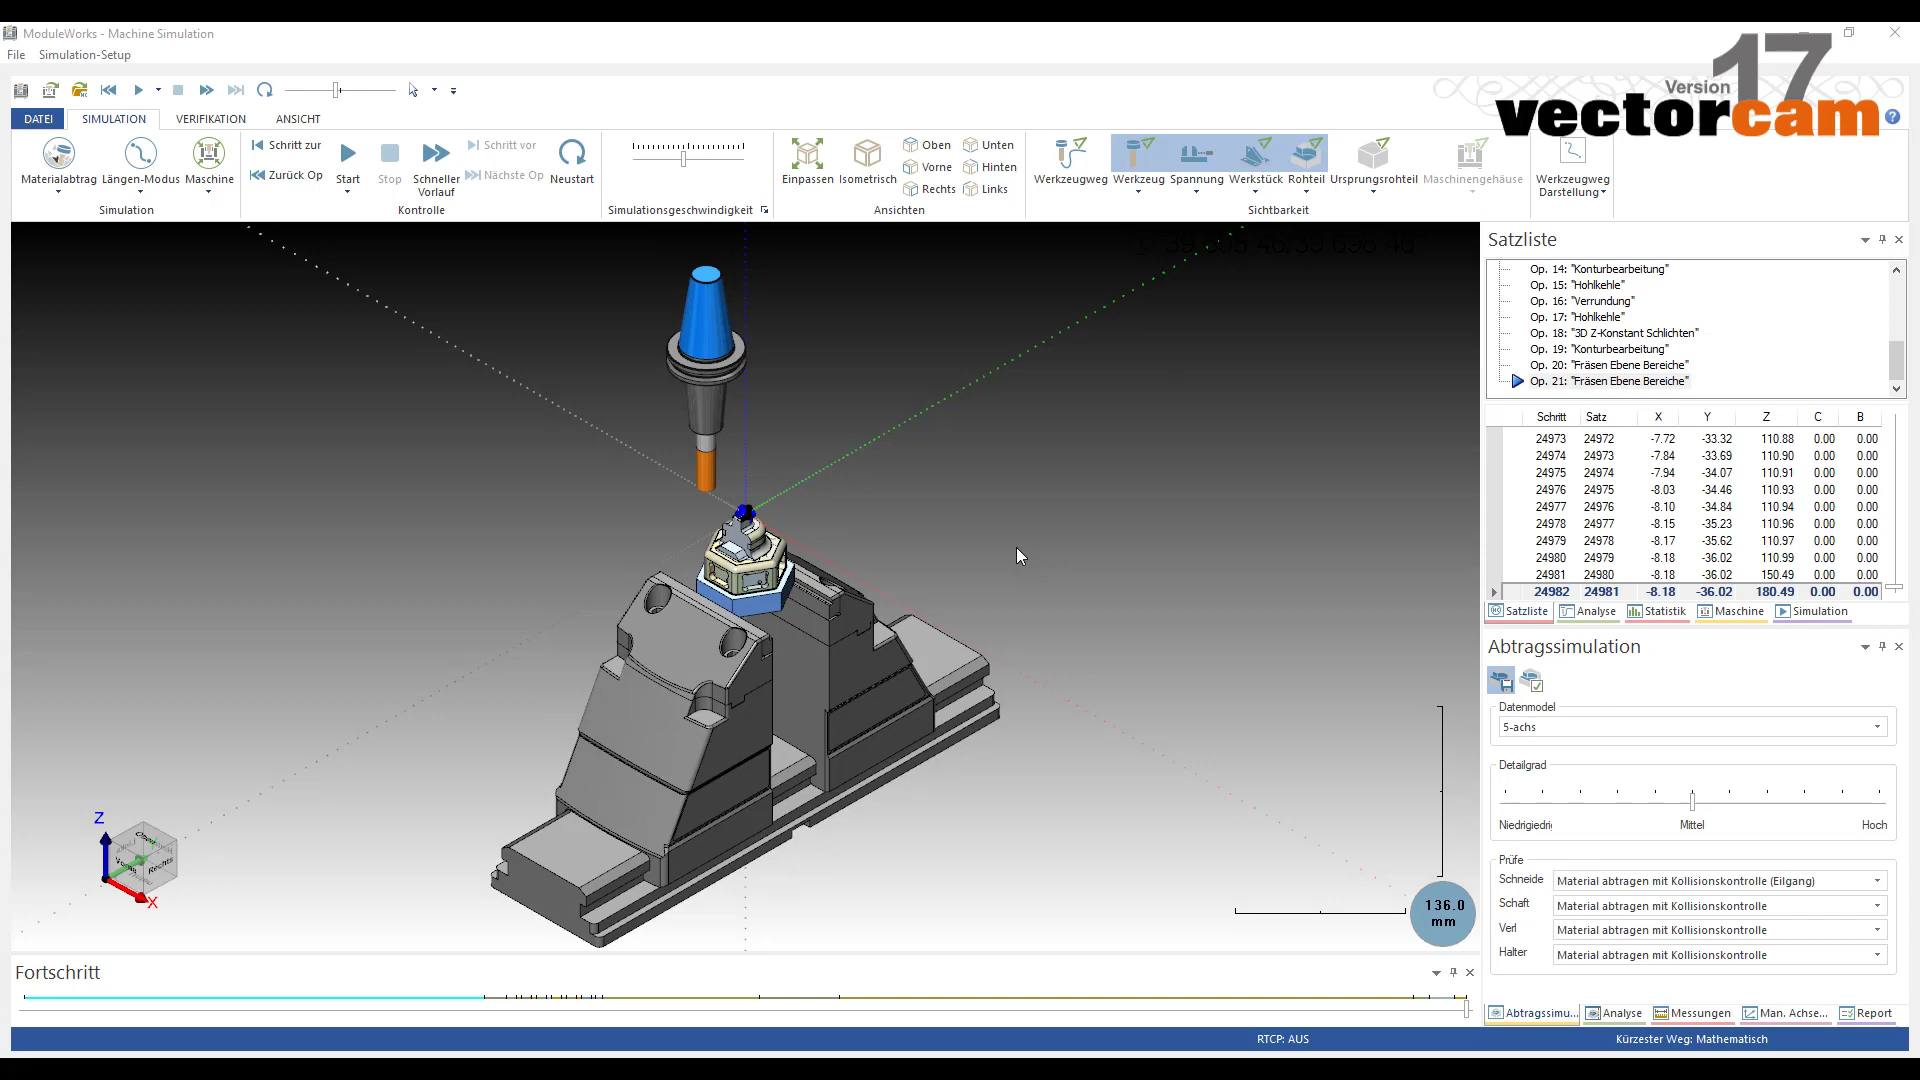 ModuleWorks - Machine Simulation
File Simulation-Setup
17
Version
vectorcam
DATEI SIMULATION VERIFIKATION ANSICHT
Materialabtrag Längen-Modus Maschine
Simulation
Schritt zur
Zurück Op
Start Stop Schneller Vorlauf
Schritt vor
Nächste Op
Neustart
Kontrolle
Simulationsgeschwindigkeit
Einpassen Isometrisch
Oben Unten
Vorne Hinten
Rechts Links
Ansichten
Werkzeugweg Werkzeug Spannung Werkstück Rohteil Ursprungsrohteil Maschinengehäuse
Sichtbarkeit
Werkzeugweg
Darstellung
Satzliste
Op. 14: "Konturbearbeitung"
Op. 15: "Hohlkehle"
Op. 16: "Verrundung"
Op. 17: "Hohlkehle"
Op. 18: "3D Z-Konstant Schlichten"
Op. 19: "Konturbearbeitung"
Op. 20: "Fräsen Ebene Bereiche"
Op. 21: "Fräsen Ebene Bereiche"
Schritt Satz X Y Z C B
24973 24972 -7.72 -33.32 110.88 0.00 0.00
24974 24973 -7.84 -33.69 110.90 0.00 0.00
24975 24974 -7.94 -34.07 110.91 0.00 0.00
24976 24975 -8.03 -34.46 110.93 0.00 0.00
24977 24976 -8.10 -34.84 110.94 0.00 0.00
24978 24977 -8.15 -35.23 110.96 0.00 0.00
24979 24978 -8.17 -35.62 110.97 0.00 0.00
24980 24979 -8.18 -36.02 110.99 0.00 0.00
24981 24980 -8.18 -36.02 150.49 0.00 0.00
24982 24981 -8.18 -36.02 180.49 0.00 0.00
Satzliste Analyse Statistik Maschine Simulation
Abtragssimulation
Datenmodel
5-achs
Detailgrad
Niedrigiedrig Mittel Hoch
Prüfe
Schneide Material abtragen mit Kollisionskontrolle (Eilgang)
Schaft Material abtragen mit Kollisionskontrolle
Verl Material abtragen mit Kollisionskontrolle
Halter Material abtragen mit Kollisionskontrolle
Abtragssimu... Analyse Messungen Man. Achse... Report
Z
Rechts
X
136.0
mm
Fortschritt
RTCP: AUS
Kürzester Weg: Mathematisch